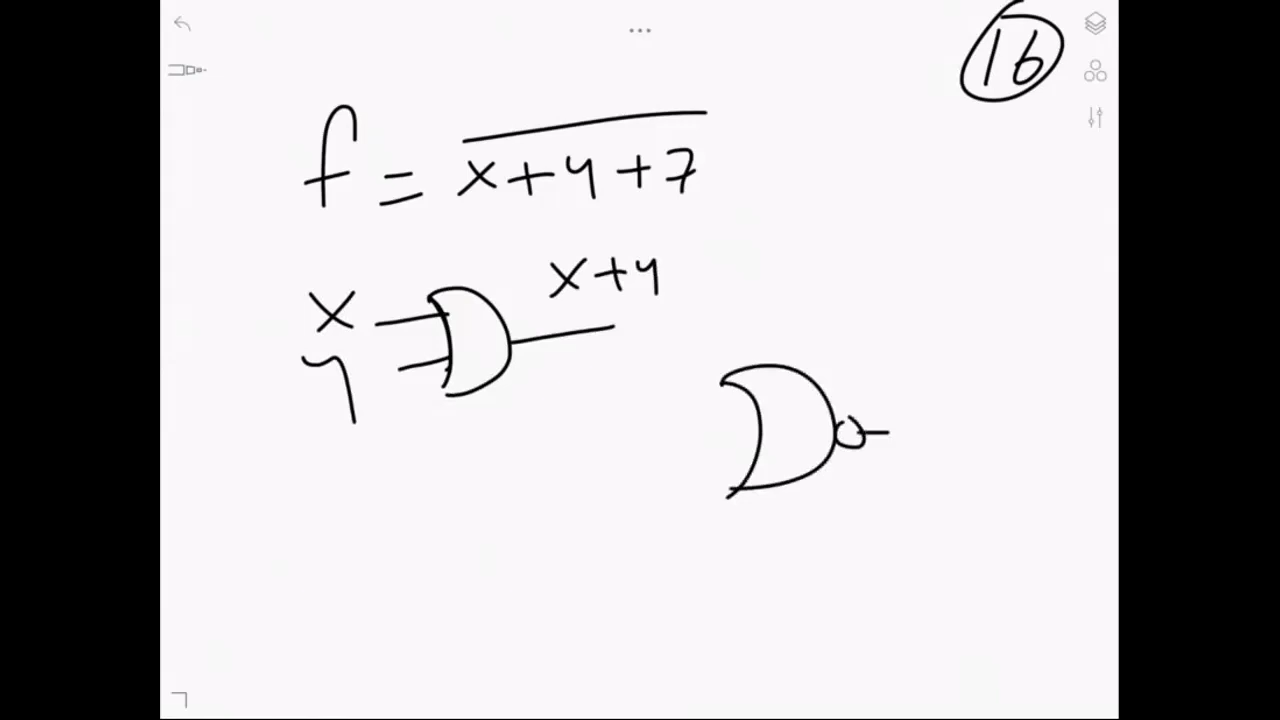 16
f = x+y+z
x+y
x
y